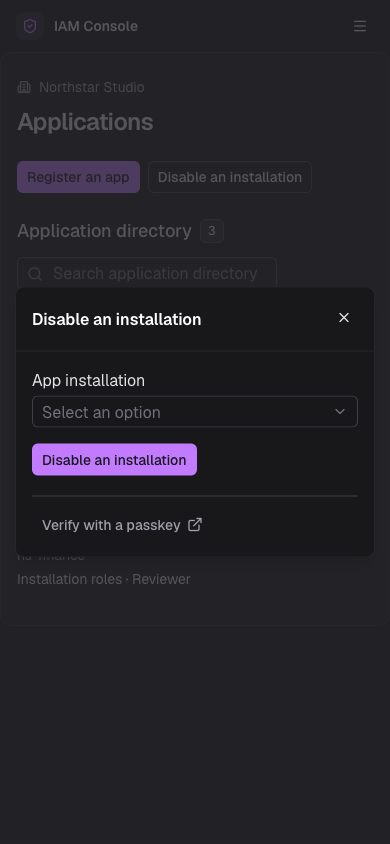 IAM Console
Northstar Studio
Applications
Register an app
Disable an installation
Application directory 3
Search application directory
Disable an installation
App installation
Select an option
Disable an installation
Verify with a passkey
Installation roles · Reviewer